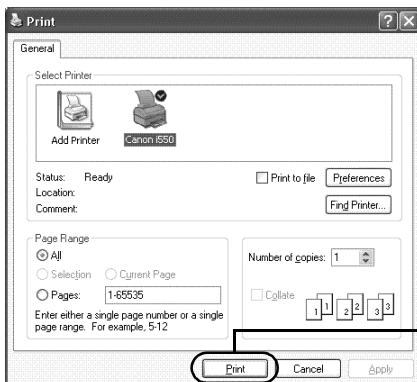 Print
General
Select Printer
Add Printer
Canon i550
Status: Ready
Location:
Comment:
Print to file
Preferences
Find Printer...
Page Range
All
Selection
Current Page
Pages: 1-65535
Enter either a single page number or a single
page range. For example, 5-12
Number of copies: 1
Collate
1 1 2 2 3 3
Print
Cancel
Apply